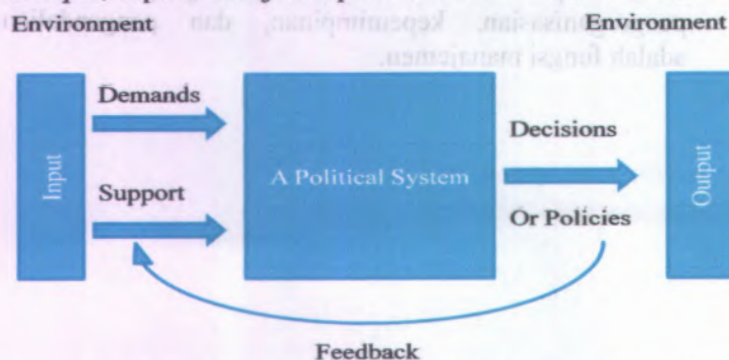 Environment
Environment
Demands
Decisions
Input
A Political System
Output
Support
Or Policies
Feedback